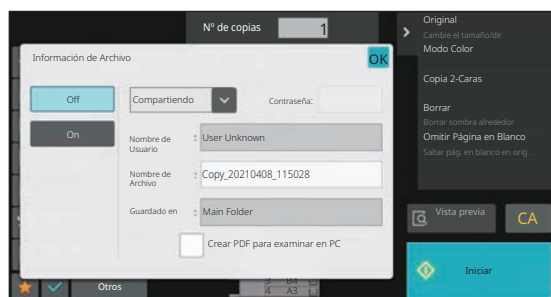 Nº de copias
1
Información de Archivo
OK
Off
On
Compartiendo
Contraseña:
Nombre de
Usuario
:
User Unknown
Nombre de
Archivo
:
Copy_20210408_115028
Guardado en
:
Main Folder
Crear PDF para examinar en PC
Otros
3 B4
4 A3
Original
Cambie el tamaño/dir.
Modo Color
Copia 2-Caras
Borrar
Borrar sombra alrededor
Omitir Página en Blanco
Saltar pág. en blanco en orig.
Vista previa
CA
Iniciar